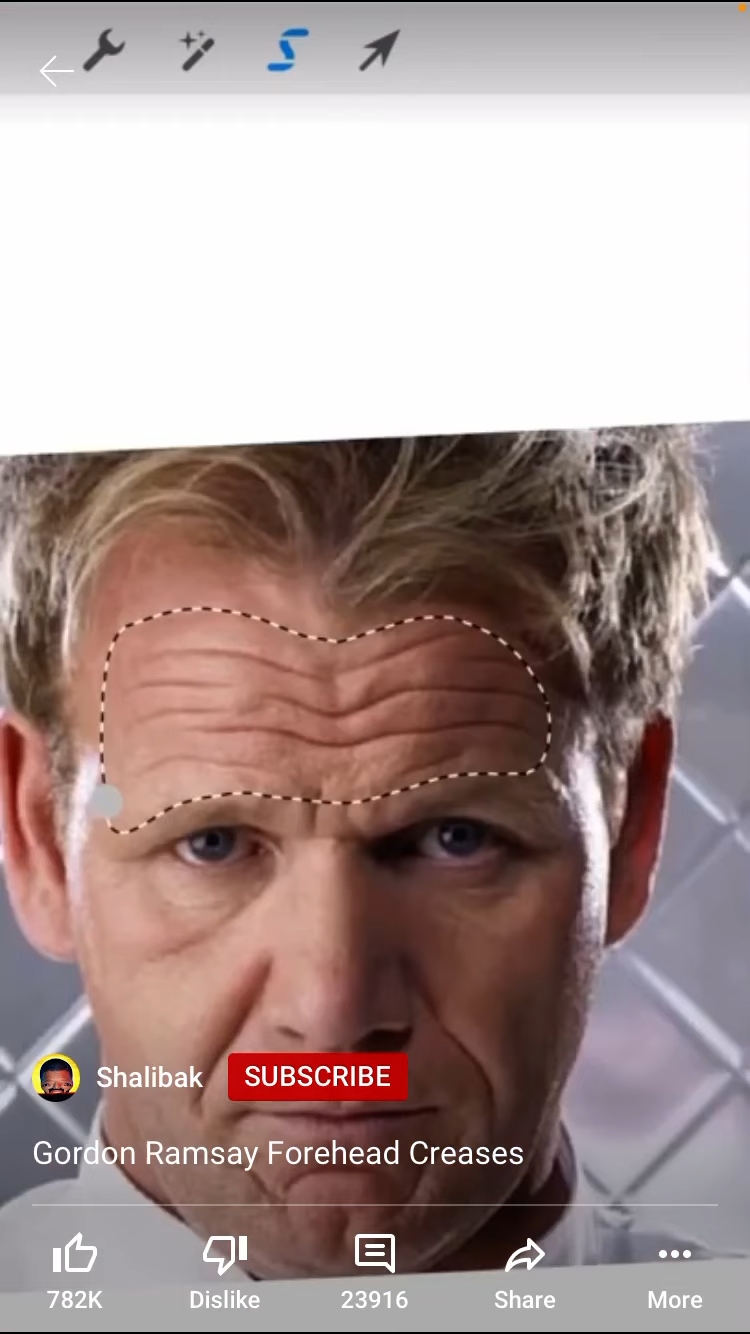 Shalibak
SUBSCRIBE
Gordon Ramsay Forehead Creases
782K
Dislike
23916
Share
More